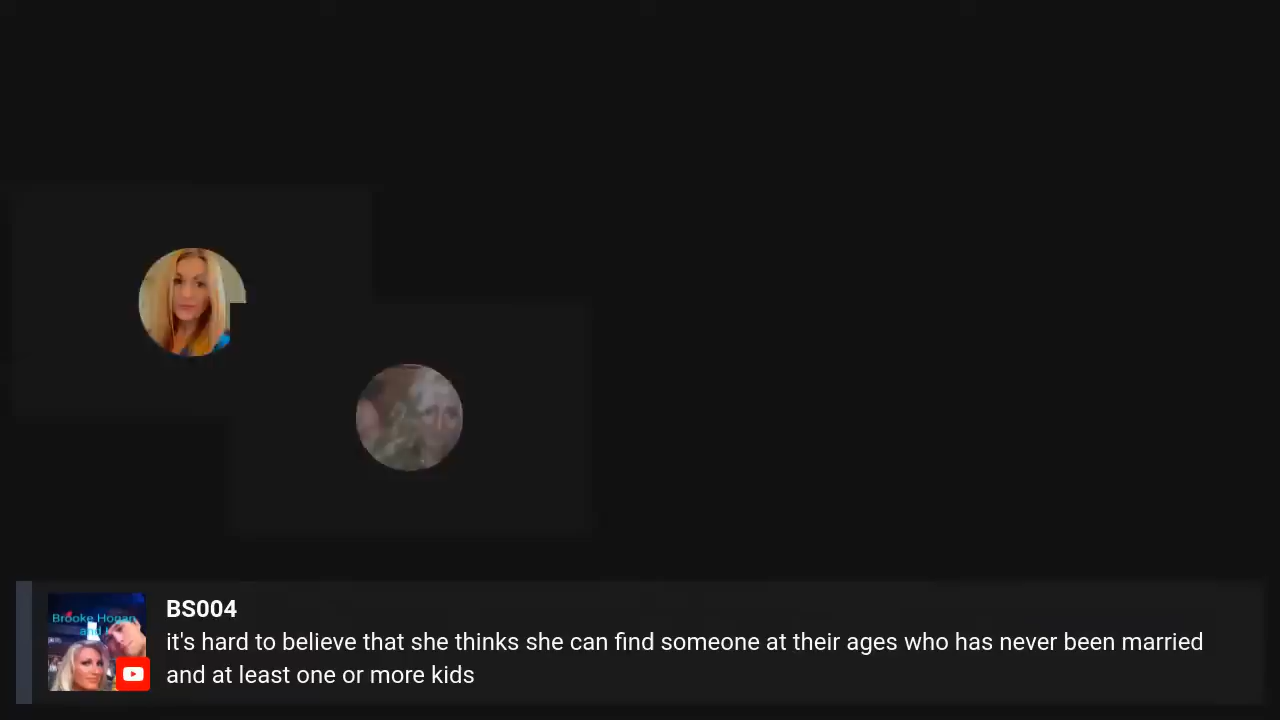 Brooke Hogan
and
BS004
it's hard to believe that she thinks she can find someone at their ages who has never been married
and at least one or more kids